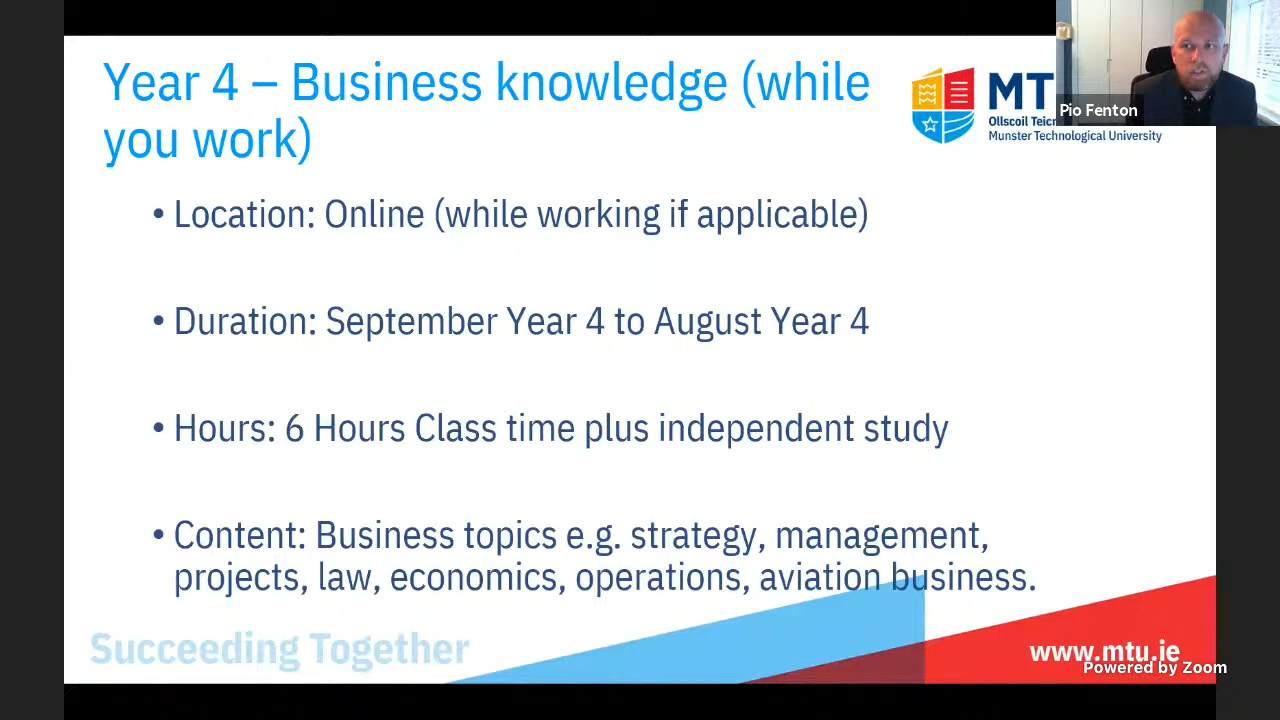 Year 4 – Business knowledge (while
you work)
MT
Ollscoil Teicn
Munster Technological University
Pio Fenton
• Location: Online (while working if applicable)
• Duration: September Year 4 to August Year 4
• Hours: 6 Hours Class time plus independent study
• Content: Business topics e.g. strategy, management,
projects, law, economics, operations, aviation business.
Succeeding Together
www.mtu.ie
Powered by Zoom